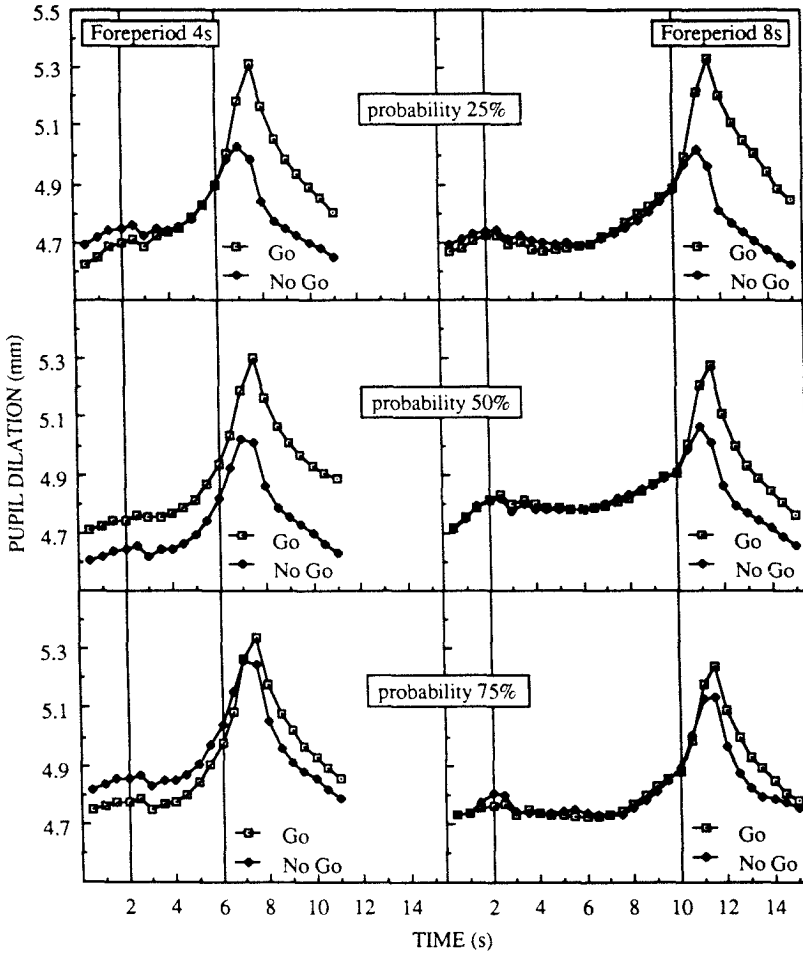 5.5
Foreperiod 4s
Foreperiod 8s
5.3
probability 25%
5.1
4.9
4.7
Go
No Go
Go
No Go
5.3
probability 50%
5.1
4.9
4.7
Go
No Go
Go
No Go
5.3
probability 75%
5.1
4.9
4.7
Go
No Go
Go
No Go
2 4 6 8 10 12 14 2 4 6 8 10 12 14
TIME (s)
PUPIL DILATION (mm)